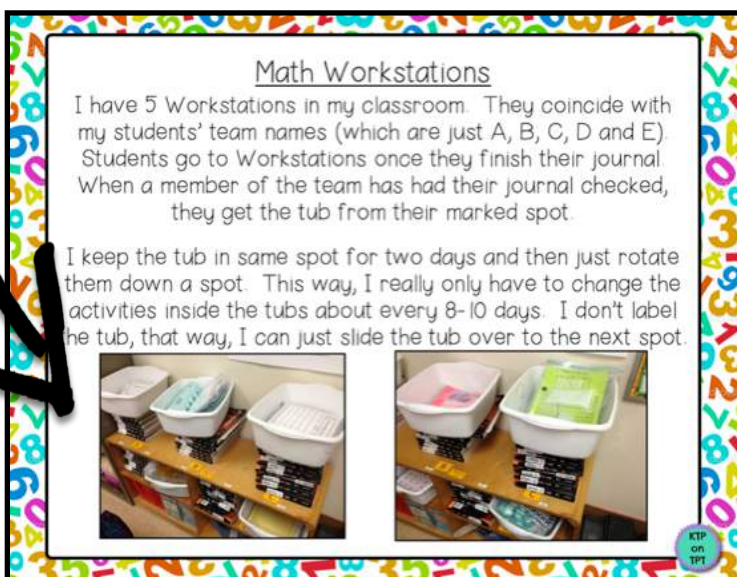 Math Workstations
I have 5 Workstations in my classroom. They coincide with
my students' team names (which are just A, B, C, D and E).
Students go to Workstations once they finish their journal.
When a member of the team has had their journal checked,
they get the tub from their marked spot.
I keep the tub in same spot for two days and then just rotate
them down a spot. This way, I really only have to change the
activities inside the tubs about every 8-10 days. I don't label
he tub, that way, I can just slide the tub over to the next spot.
KTP
on
TPT